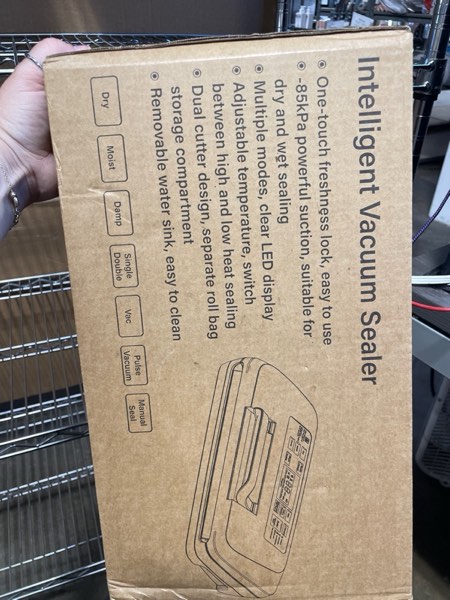 Intelligent Vacuum Sealer
• One-touch freshness lock, easy to use
• -85kPa powerful suction, suitable for
dry and wet sealing
• Multiple modes, clear LED display
• Adjustable temperature, switch
between high and low heat sealing
• Dual cutter design, separate roll bag
storage compartment
• Removable water sink, easy to clean
Dry
Moist
Damp
Single
Double
Vac
Pulse
Vacuum
Manual
Seal